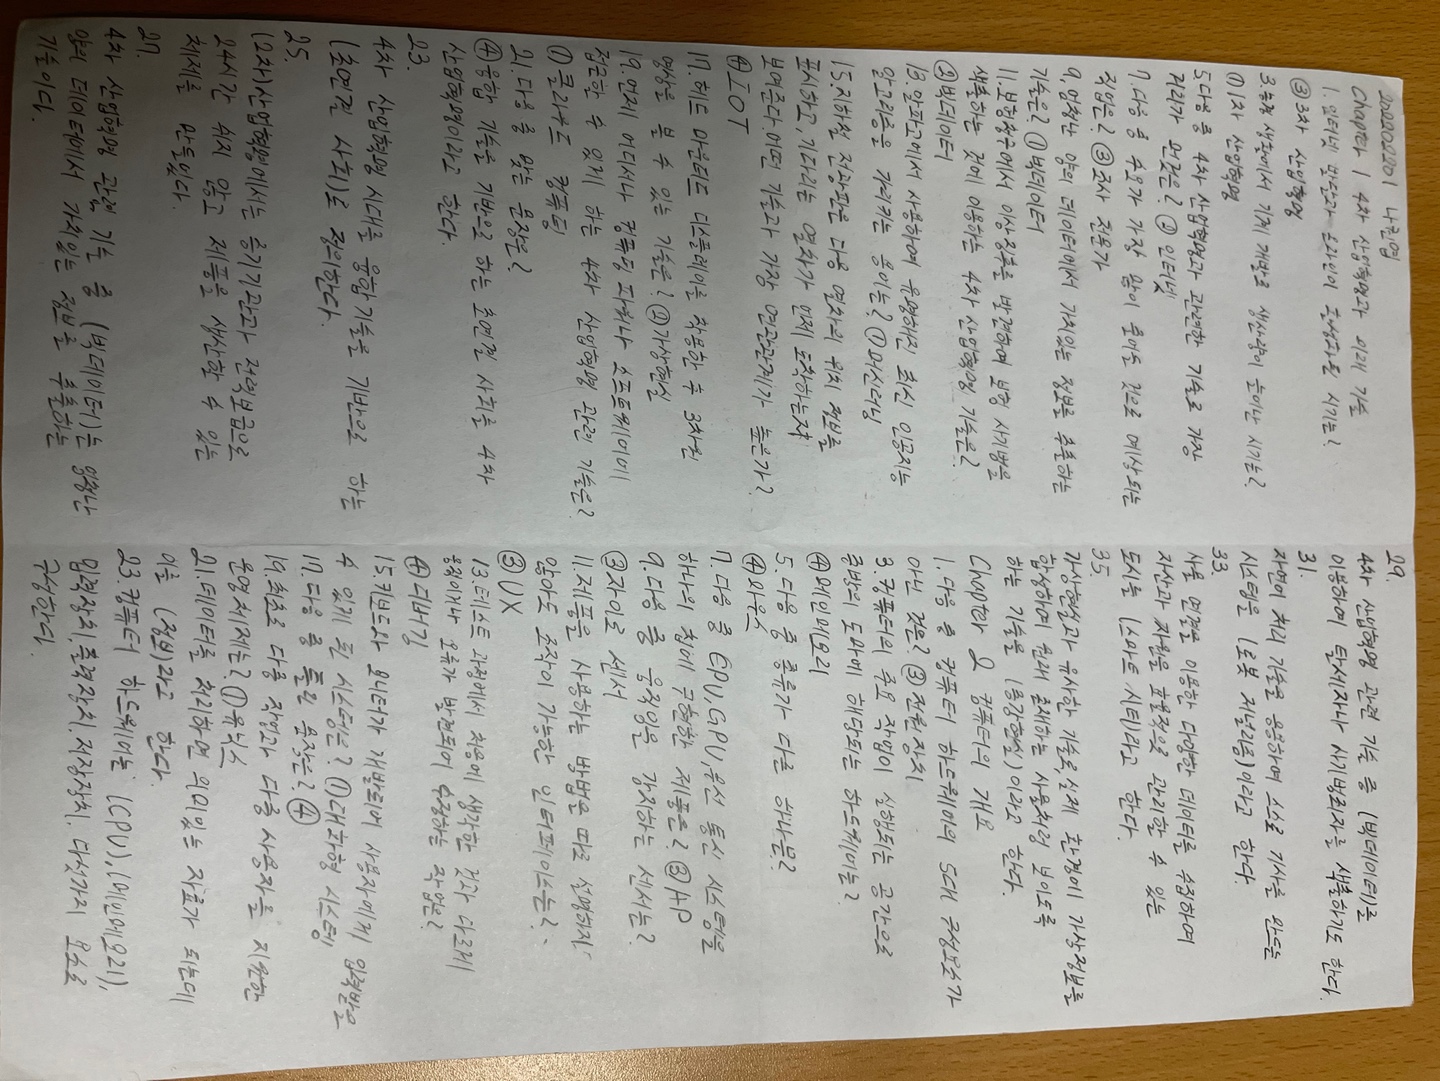 202202201 나친엽
Chapter 1 4차 산업혁명과 미래 기술
1. 인터넷 발달과 온라인이 활성화된 시기는?
③3차 산업혁명
3.농경 생활에서 기계 개발로 생산량이 늘어난 시기는?
①1차 산업혁명
5.다음 중 4차 산업혁명과 관련한 기술로 가장
거리가 먼것은? ② 인터넷
7.다음 중 수요가 가장 많이 줄어들 것으로 예상되는
직업은? ③조사 전문가
9,엄청난 양의 데이터에서 가치있는 정보를 추출하는
기술은? ①빅데이터
11.보험청구에서 이상징후를 발견하여 보험 사기범을
색출하는 것에 이용하는 4차 산업혁명 기술은?
②빅데이터
13.알파고에서 사용하여 유명해진 최신 인공지능
알고리즘을 가리키는 용어는? ①머신러닝
15.지하철 전광판은 다음 열차의 위치 정보를
표시하고,기다리는 열차가 언제 도착하는지
보여준다.어떤 기술과 가장 연관관계가 높은가?
④IOT
17.헤드 마운티드 디스플레이를 착용한 후 3차원
영상을 볼 수 있는 기술은? ②가상현실
19.언제 어디서나 컴퓨팅 파워나 소프트웨어에
접근할 수 있게 하는 4차 산업혁명 관련 기술은?
①클라우드 컴퓨팅
21.다음 중 맞는 문장은?
④융합 기술을 기반으로 하는 초연결 사회를 4차
산업혁명이라고 한다.
23.
4차 산업혁명 시대를 융합기술을 기반으로 하는
(초연결 사회)로 정의한다.
25.
(2차)산업혁명에서는 증기기관과 전력보급으로
24시간 쉬지 않고 제품을 생산할 수 있는
체제를 만들었다.
27.
4차 산업혁명 관련 기술 중 (빅데이터)는 엄청난
양의 데이터에서 가치있는 정보를 추출하는
기술이다.
29.
4차 산업혁명 관련 기술 중 (빅데이터)를
이용하여 탈세자나 사기범죄자를 색출하기도 한다.
31.
자연어 처리 기술을 응용하여 스스로 기사를 만드는
시스템을 (로봇 저널리즘)이라고 한다.
33.
사물 연결을 이용한 다양한 데이터를 수집하여
자산과 자원을 효율적으로 관리할 수 있는
도시를 (스마트 시티)라고 한다.
35.
가상현실과 유사한 기술로,실제 환경에 가상정보를
합성하여 원래 존재하는 사물처럼 보이도록
하는 기술을 (증강현실)이라고 한다.
Chapter 2 컴퓨터의 개요
1.다음 중 컴퓨터 하드웨어의 5대 구성요소가
아닌 것은? ③전원장치
3.컴퓨터의 주요 작업이 실행되는 공간으로
주방의 도마에 해당되는 하드웨어는?
④메인메모리
5.다음 중 종류가 다른 하나는?
④마우스
7.다음 중 CPU,GPU,무선 통신 시스템을
하나의 칩에 구현한 제품은? ③AP
9.다음 중 움직임을 감지하는 센서는?
③자이로 센서
11.제품을 사용하는 방법을 따로 설명하지
않아도 조작이 가능한 인터페이스는?
③UX
13.테스트 과정에서 처음에 생각한 것과 다르게
움직이거나 오류가 발견되어 수정하는 작업은?
④디버깅
15.키보드와 모니터가 개발되어 사용자에게 입력받을
수 있게 된 시스템은? ①대화형 시스템
17.다음 중 틀린 문장은? ④
19.최초로 다중 작업과 다중 사용자를 지원한
운영체제는? ①유닉스
21.데이터를 처리하면 의미있는 자료가 되는데
이를 (정보)라고 한다.
23.컴퓨터 하드웨어는 (CPU),(메인메모리),
입력장치,출력장치,저장장치. 다섯가지 요소로
구성한다.